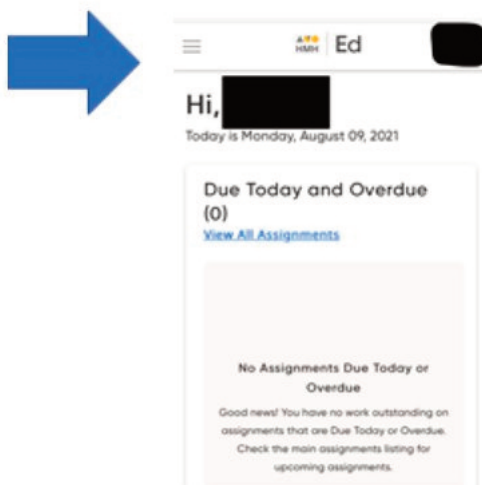 HMH Ed
Hi,
Today is Monday, August 09, 2021
Due Today and Overdue
(0)
View All Assignments
No Assignments Due Today or
Overdue
Good news! You have no work outstanding on
assignments that are Due Today or Overdue.
Check the main assignments listing for
upcoming assignments.